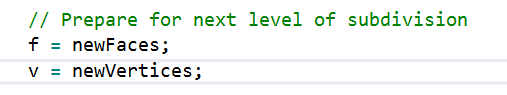 // Prepare for next level of subdivision
f = newFaces;
v = newVertices;